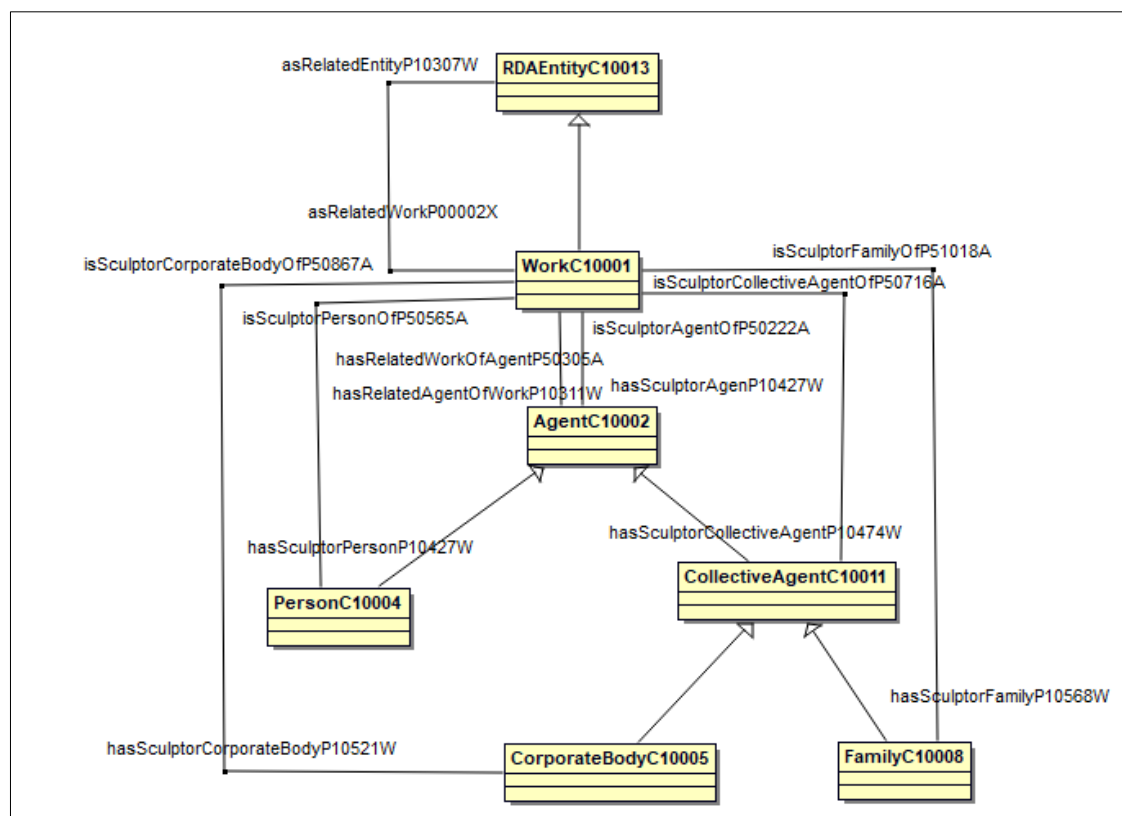 RDAEntityC10013
asRelatedEntityP10307W
asRelatedWorkP00002X
isSculptorFamilyOfP51018A
isSculptorCorporateBodyOfP50867A
WorkC10001
isSculptorCollectiveAgentOfP50716A
isSculptorPersonOfP50565A
isSculptorAgentOfP50222A
hasRelatedWorkOfAgentP50305A
hasRelatedAgentOfWorkP10311W
hasSculptorAgenP10427W
AgentC10002
hasSculptorPersonP10427W
hasSculptorCollectiveAgentP10474W
CollectiveAgentC10011
PersonC10004
hasSculptorFamilyP10568W
hasSculptorCorporateBodyP10521W
CorporateBodyC10005
FamilyC10008